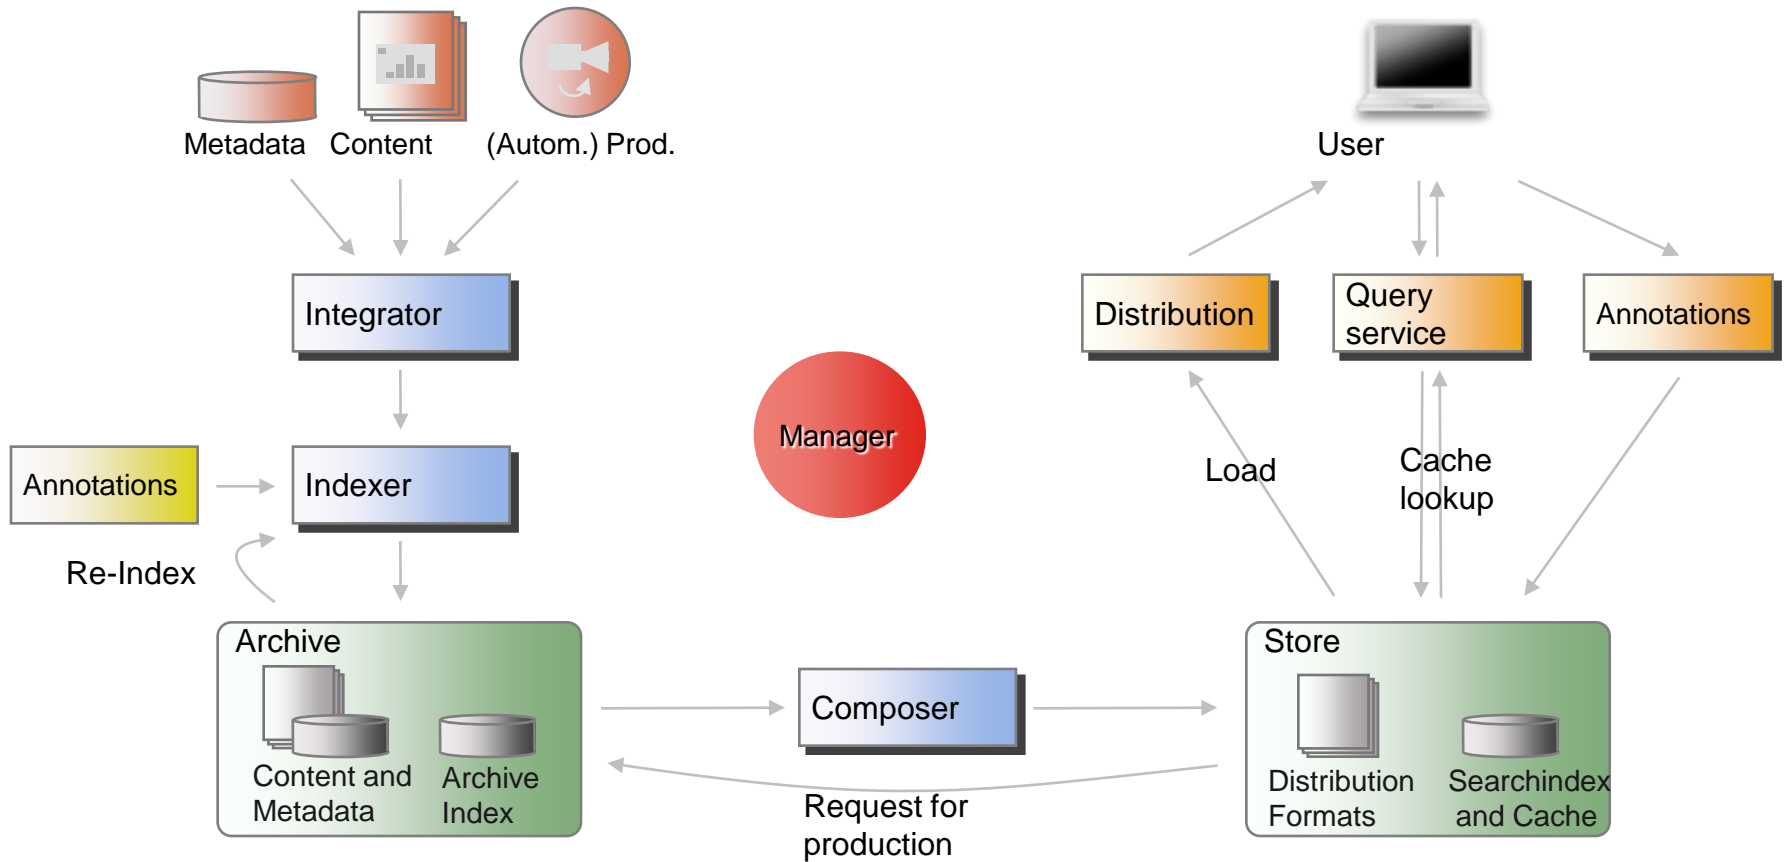 Metadata
Content
(Autom.) Prod.
User
Integrator
Distribution
Query
service
Annotations
Manager
Annotations
Indexer
Load
Cache
lookup
Re-Index
Archive
Content and
Metadata
Archive
Index
Composer
Request for
production
Store
Distribution
Formats
Searchindex
and Cache